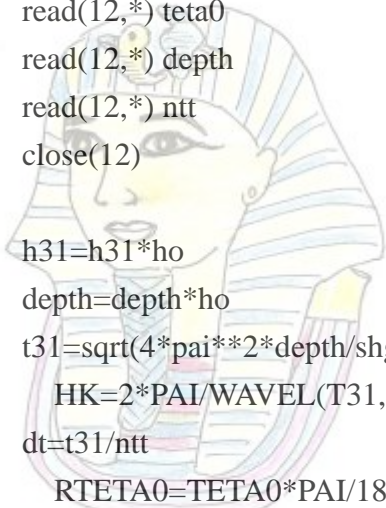 read(12,*) teta0
read(12,*) depth
read(12,*) ntt
close(12)
h31=h31*ho
depth=depth*ho
t31=sqrt(4*pai**2*depth/shg
HK=2*PAI/WAVEL(T31,
dt=t31/ntt
RTETA0=TETA0*PAI/18